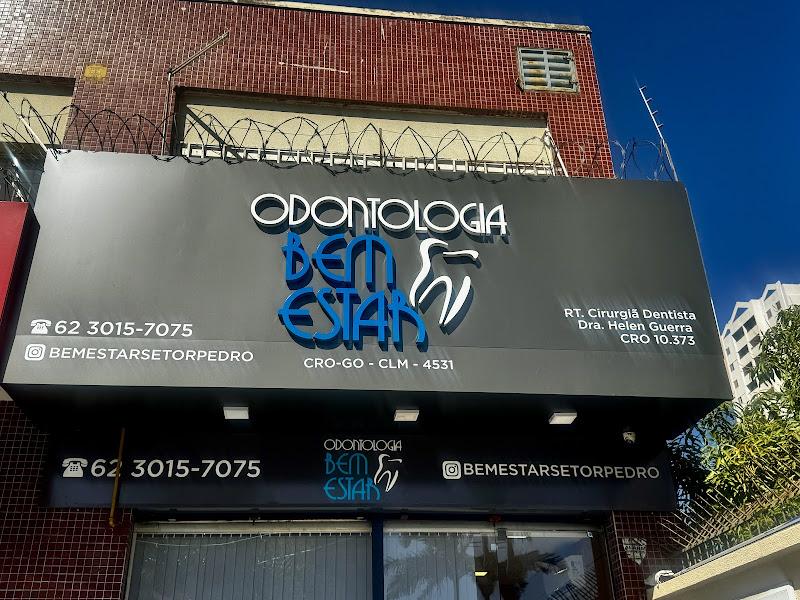 ODONTOLOGIA
BEM
ESTAR
62 3015-7075
BEMESTARSETORPEDRO
CRO-GO - CLM - 4531
RT. Cirurgiã Dentista
Dra. Helen Guerra
CRO 10.373
62 3015-7075
ODONTOLOGIA
BEM
ESTAR
BEMESTARSETORPEDRO